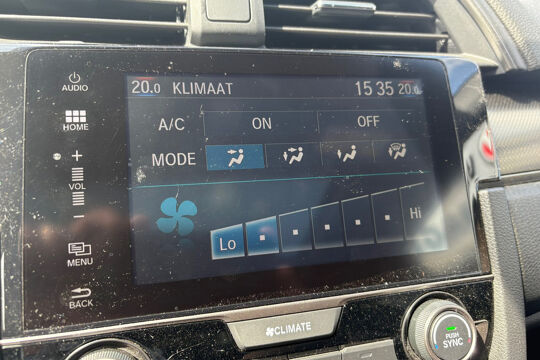 AUDIO
HOME
+
VOL
−
MENU
BACK
20.0 KLIMAAT 15 35 20.0
A/C ON OFF
MODE
Lo Hi
CLIMATE
PUSH
SYNC